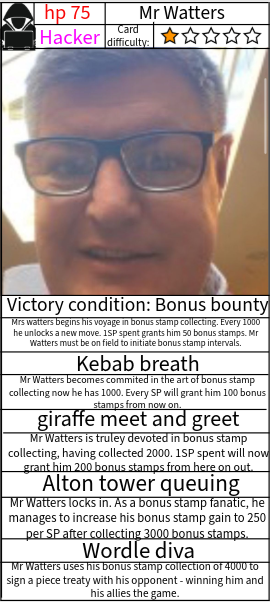 hp 75
Mr Watters
Hacker
Card
difficulty:
Victory condition: Bonus bounty
Mrs watters begins his voyage in bonus stamp collecting. Every 1000
he unlocks a new move. 1SP spent grants him 50 bonus stamps. Mr
Watters must be on field to initiate bonus stamp intervals.
Kebab breath
Mr Watters becomes commited in the art of bonus stamp
collecting now he has 1000. Every SP will grant him 100 bonus
stamps from now on.
giraffe meet and greet
Mr Watters is truley devoted in bonus stamp
collecting, having collected 2000. 1SP spent will now
grant him 200 bonus stamps from here on out.
Alton tower queuing
Mr Watters locks in. As a bonus stamp fanatic, he
manages to increase his bonus stamp gain to 250
per SP after collecting 3000 bonus stamps.
Wordle diva
Mr Watters uses his bonus stamp collection of 4000 to
sign a piece treaty with his opponent - winning him and
his allies the game.